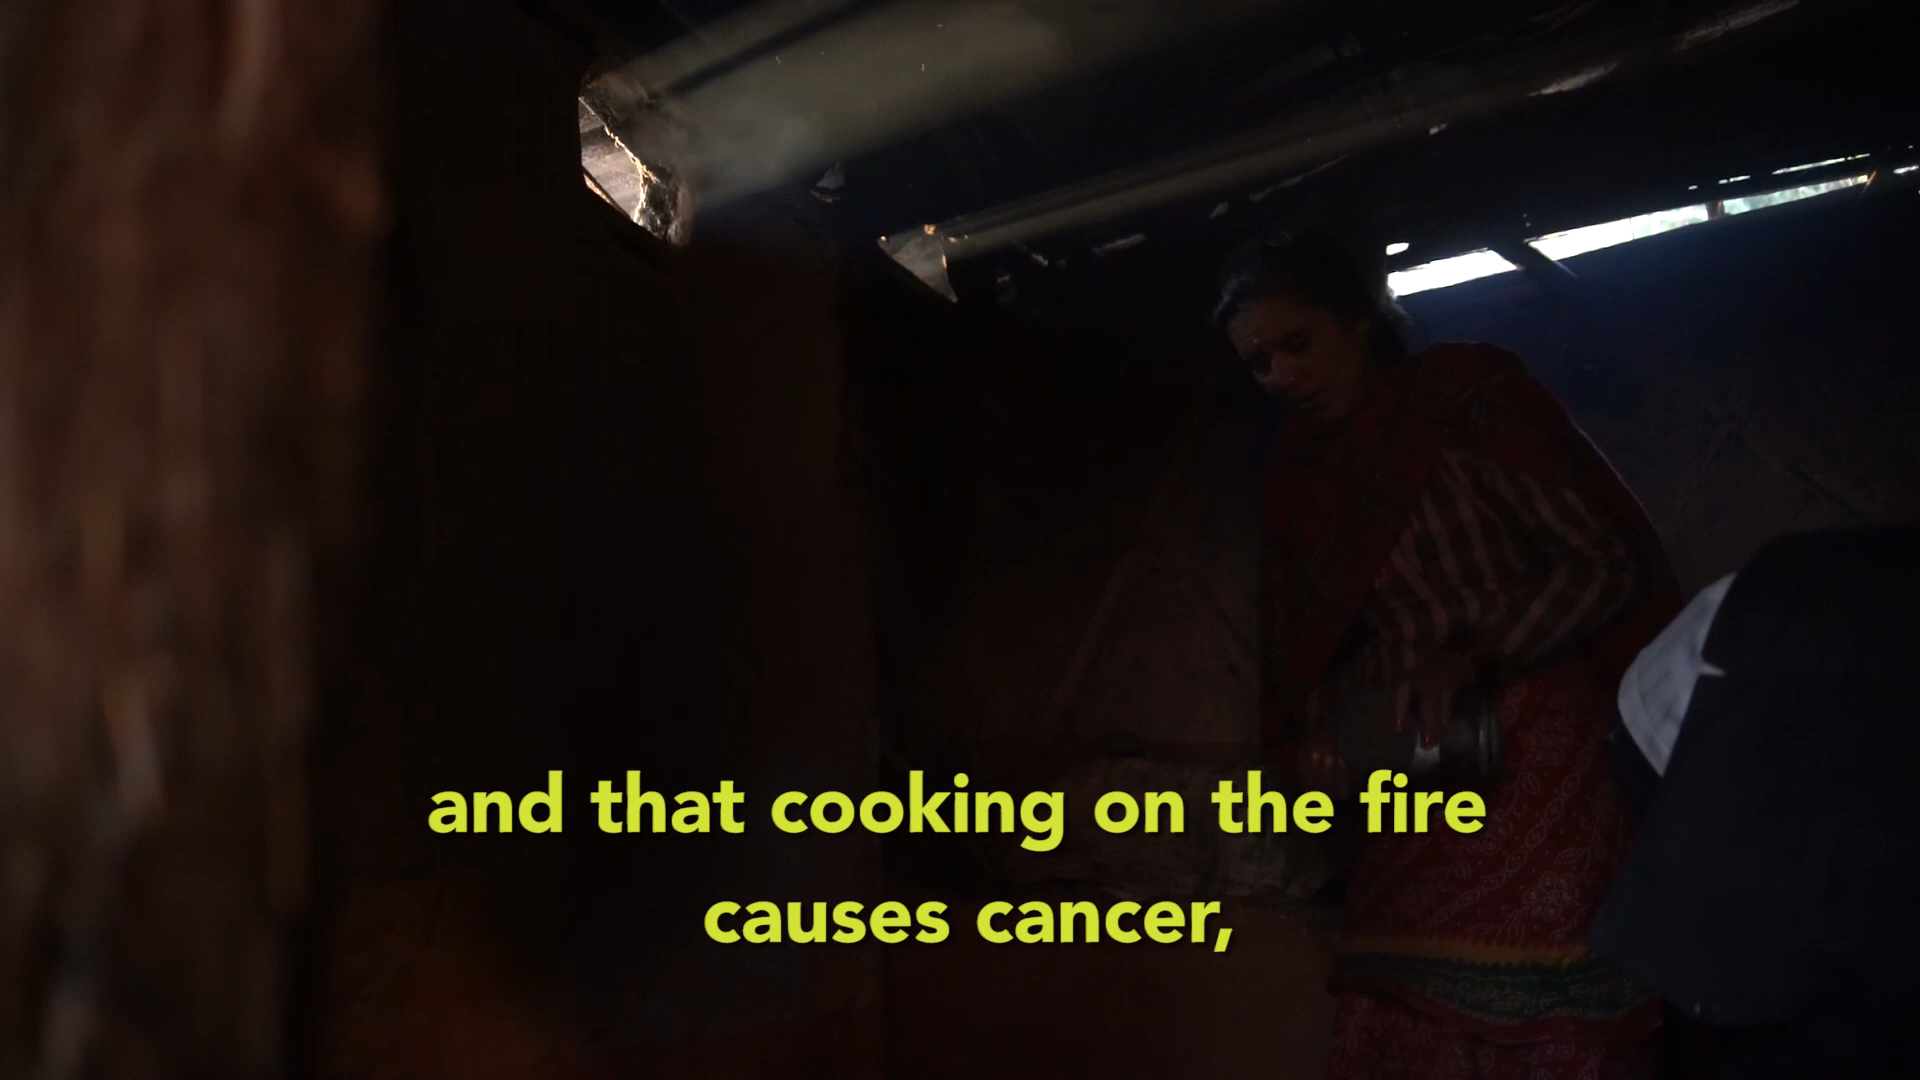 and that cooking on the fire
causes cancer,